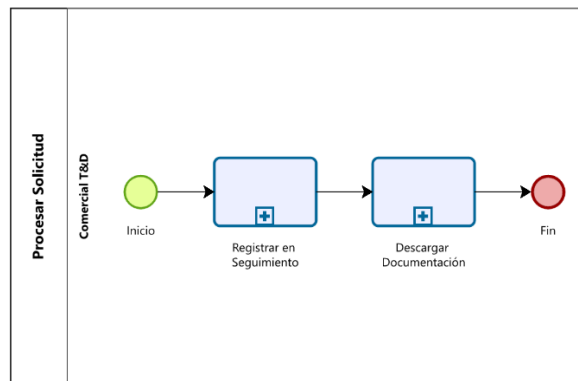 Procesar Solicitud
Comercial T&D
Inicio
Registrar en
Seguimiento
Descargar
Documentación
Fin